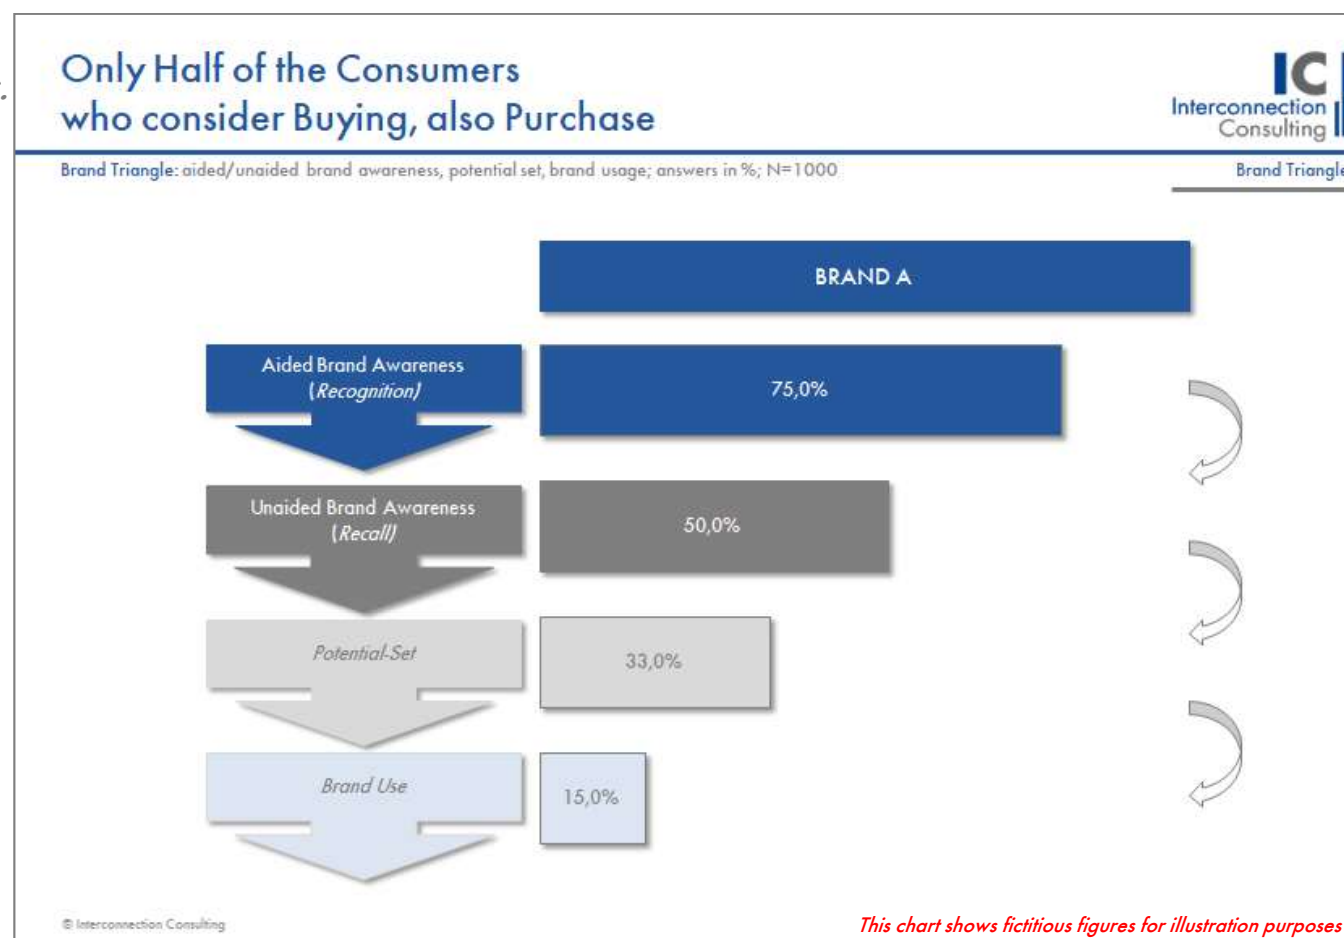 Only Half of the Consumers
who consider Buying, also Purchase
IC
Interconnection
Consulting
Brand Triangle: aided/unaided brand awareness, potential set, brand usage; answers in %; N=1000
Brand Triangle
BRAND A
Aided Brand Awareness
(Recognition)
75,0%
Unaided Brand Awareness
(Recall)
50,0%
Potential-Set
33,0%
Brand Use
15,0%
© Interconnection Consulting
This chart shows fictitious figures for illustration purposes